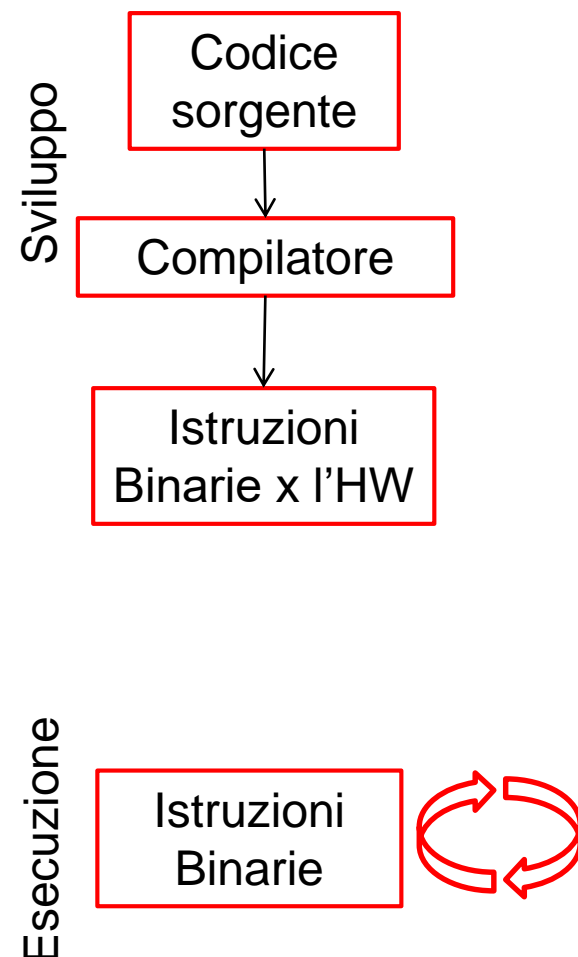 Sviluppo
Codice
sorgente
Compilatore
Istruzioni
Binarie x l'HW
Esecuzione
Istruzioni
Binarie